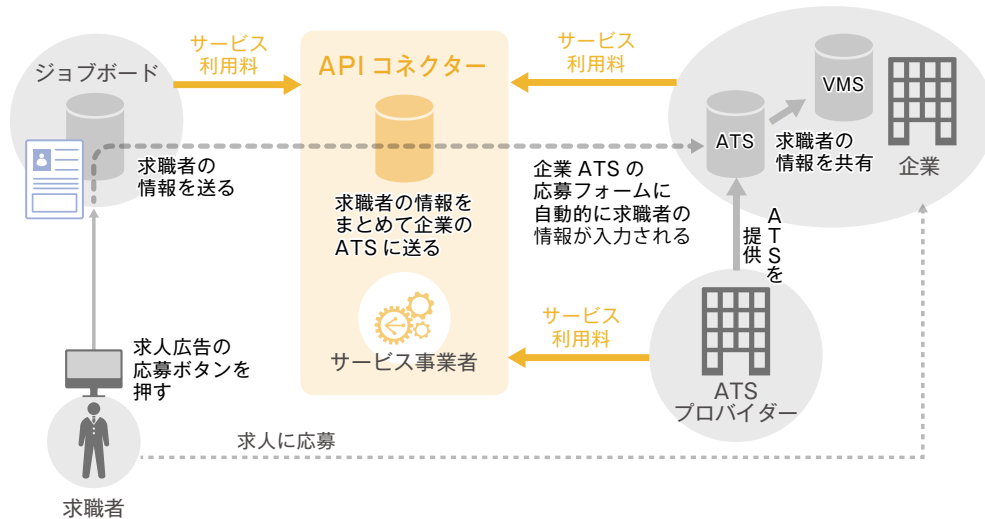 サービス
利用料
ジョブボード
API コネクター
サービス
利用料
VMS
ATS
求職者の
情報を共有
企業
求職者の
情報を送る
求職者の情報を
まとめて企業の
ATS に送る
企業 ATS の
応募フォームに
自動的に求職者の
情報が入力される
ATSを
提供
サービス事業者
サービス
利用料
ATS
プロバイダー
求人広告の
応募ボタンを
押す
求人に応募
求職者